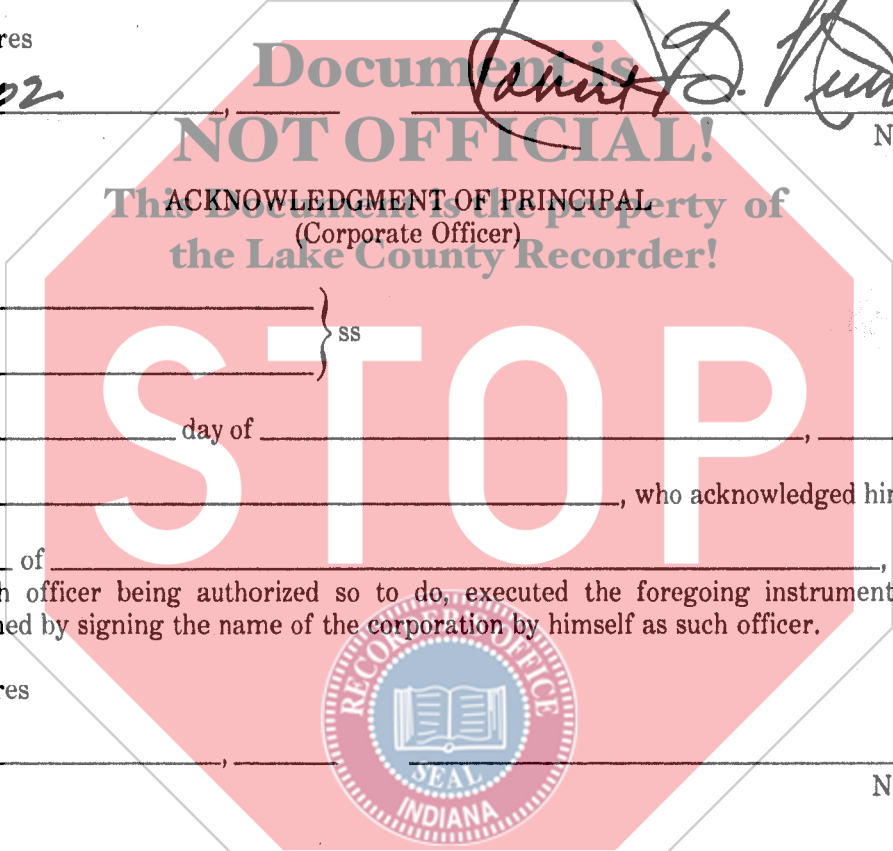 res
02
Document is
NOT OFFICIAL!
This Document is the property of
ACKNOWLEDGMENT OF PRINCIPAL
(Corporate Officer)
the Lake County Recorder!
ss
STOP
day of , 
, who acknowledged hi
of ,
h officer being authorized so to do, executed the foregoing instrument
ned by signing the name of the corporation by himself as such officer.
RECORDER'S OFFICE
SEAL
INDIANA
res
,
N
N